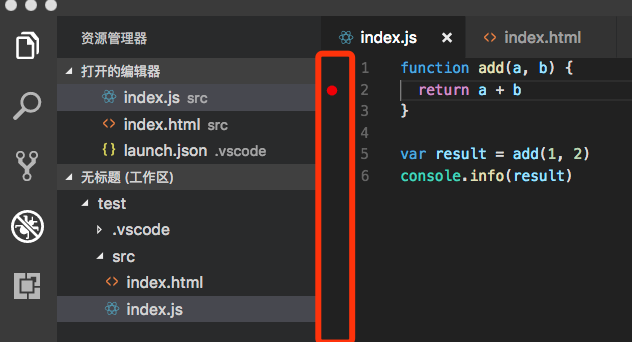 资源管理器
打开的编辑器
index.js src
index.html src
{} launch.json .vscode
无标题 (工作区)
test
.vscode
src
index.html
index.js
index.js × index.html
1 function add(a, b) {
2 return a + b
3 }
4
5 var result = add(1, 2)
6 console.info(result)